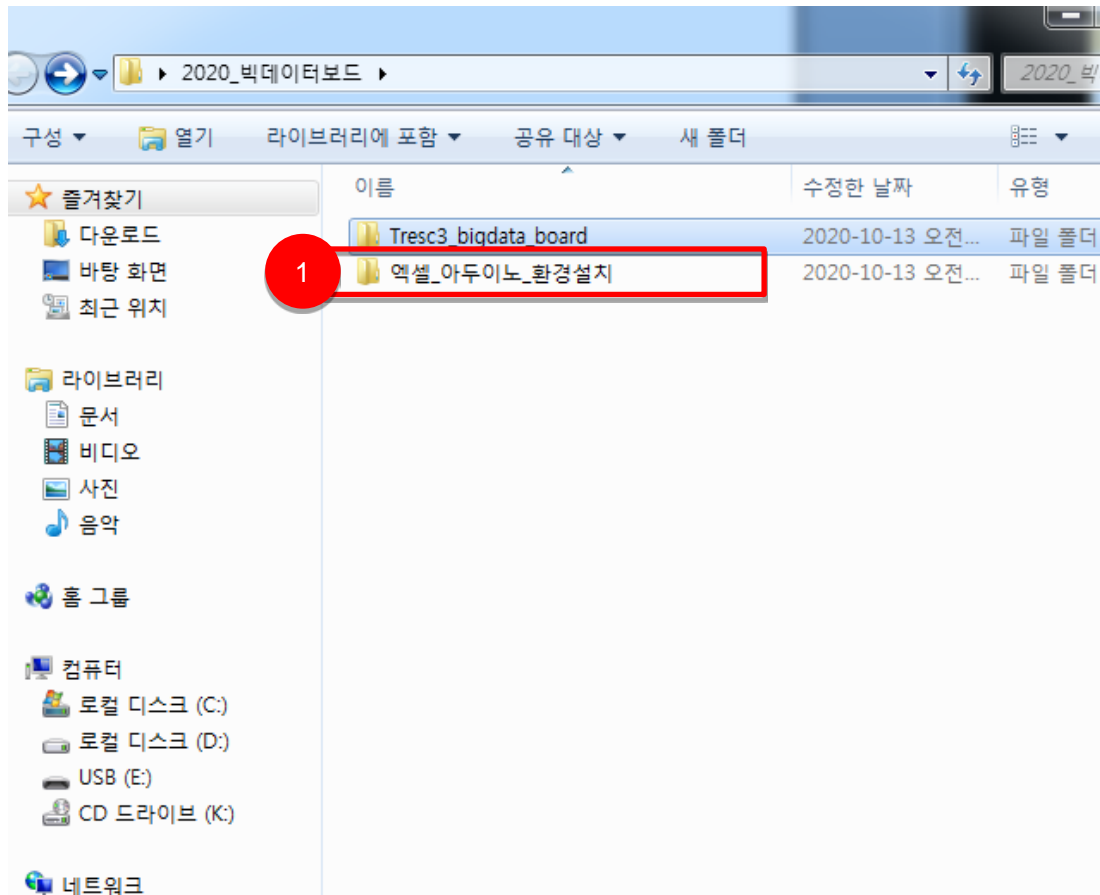 2020_빅데이터보드
2020_빅
구성 열기 라이브러리에 포함 공유 대상 새 폴더
이름 수정한 날짜 유형
즐겨찾기
다운로드
바탕 화면
최근 위치
Tresc3_bigdata_board 2020-10-13 오전... 파일 폴더
1 엑셀_아두이노_환경설치 2020-10-13 오전... 파일 폴더
라이브러리
문서
비디오
사진
음악
홈 그룹
컴퓨터
로컬 디스크 (C:)
로컬 디스크 (D:)
USB (E:)
CD 드라이브 (K:)
네트워크